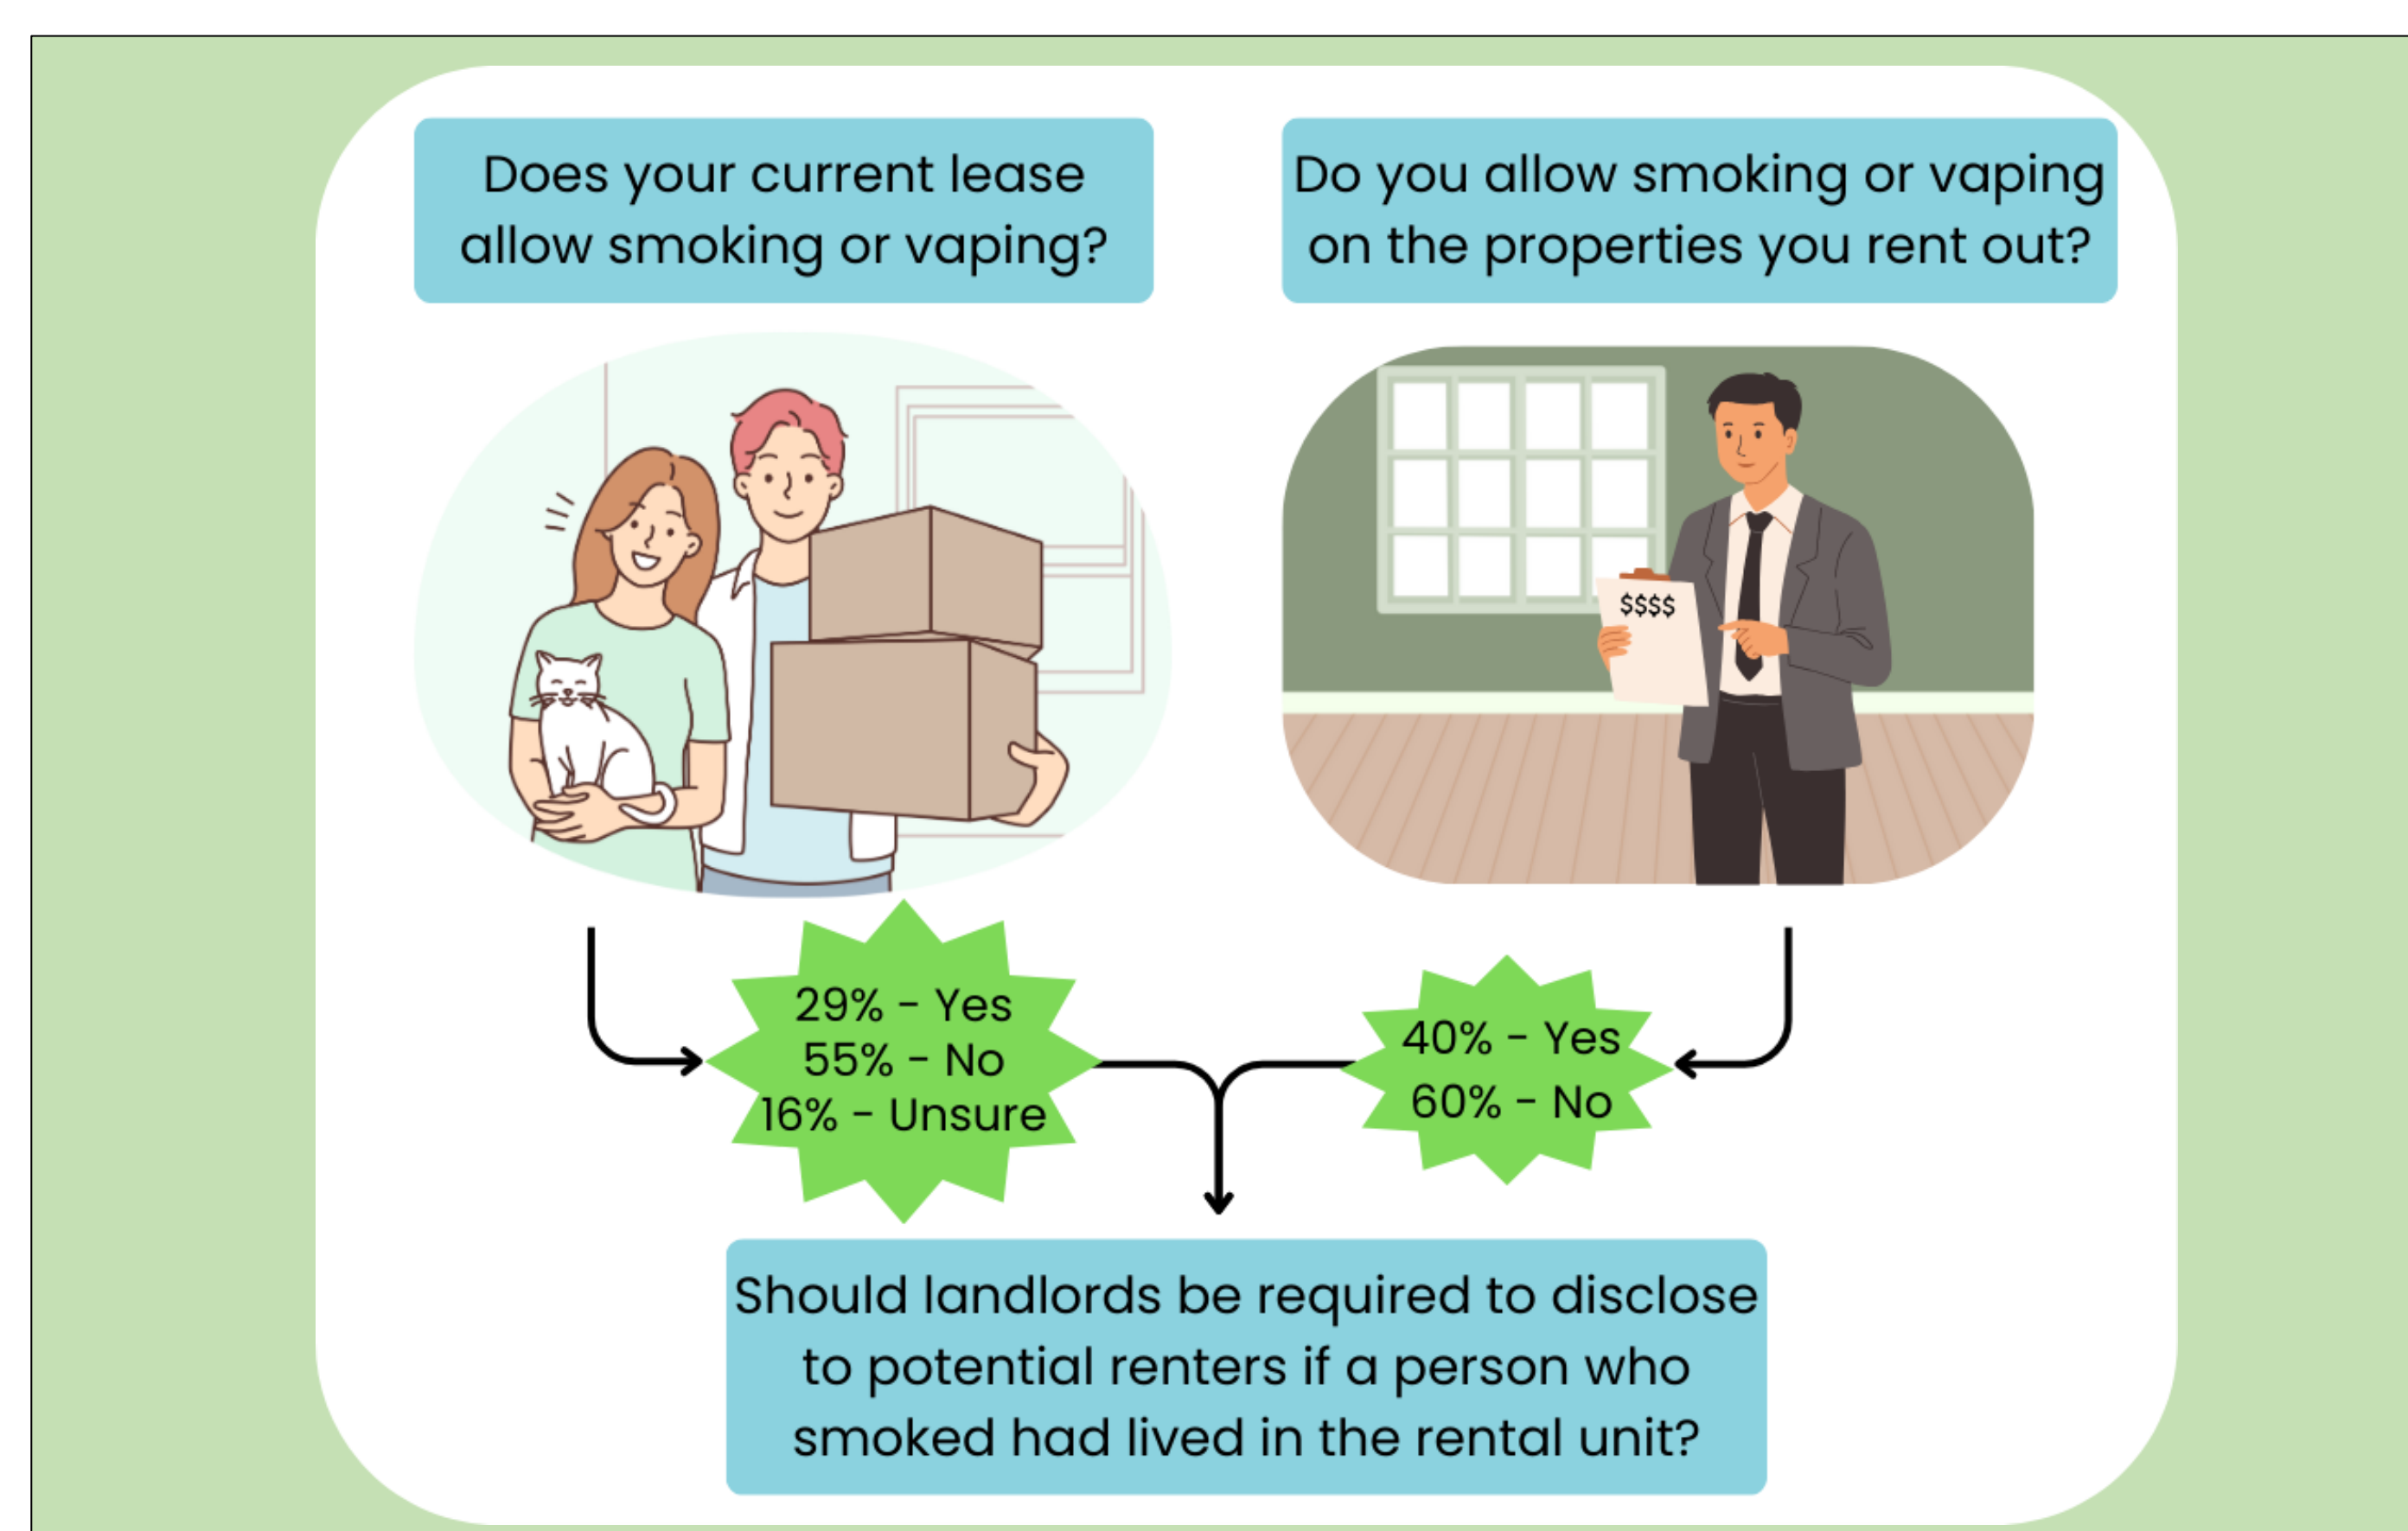 Does your current lease
allow smoking or vaping?
Do you allow smoking or vaping
on the properties you rent out?
$$$$
29% - Yes
55% - No
16% - Unsure
40% - Yes
60% - No
Should landlords be required to disclose
to potential renters if a person who
smoked had lived in the rental unit?